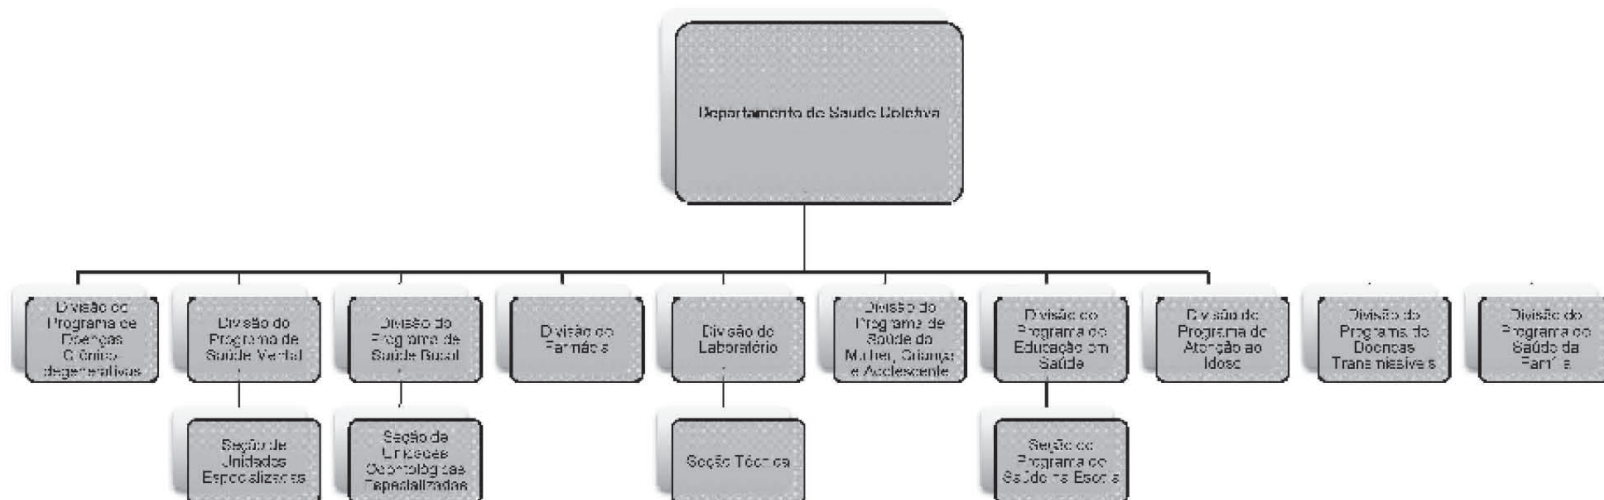 Departamento de Saúde Coletiva
Divisão do
Programa de
Doenças
Crônico-
degenerativas
Divisão do
Programa de
Saúde Mental
Divisão do
Programa de
Saúde Bucal
Divisão de
Farmácia
Divisão de
Laboratório
Divisão do
Programa de
Saúde da
Mulher, Criança
e Adolescente
Divisão do
Programa de
Educação em
Saúde
Divisão do
Programa de
Atenção ao
Idoso
Divisão do
Programa de
Doenças
Transmissíveis
Divisão do
Programa de
Saúde da
Família
Seção de
Unidades
Especializadas
Seção de
Unidades
Odontológicas
Especializadas
Seção Técnica
Seção do
Programa de
Saúde na Escola